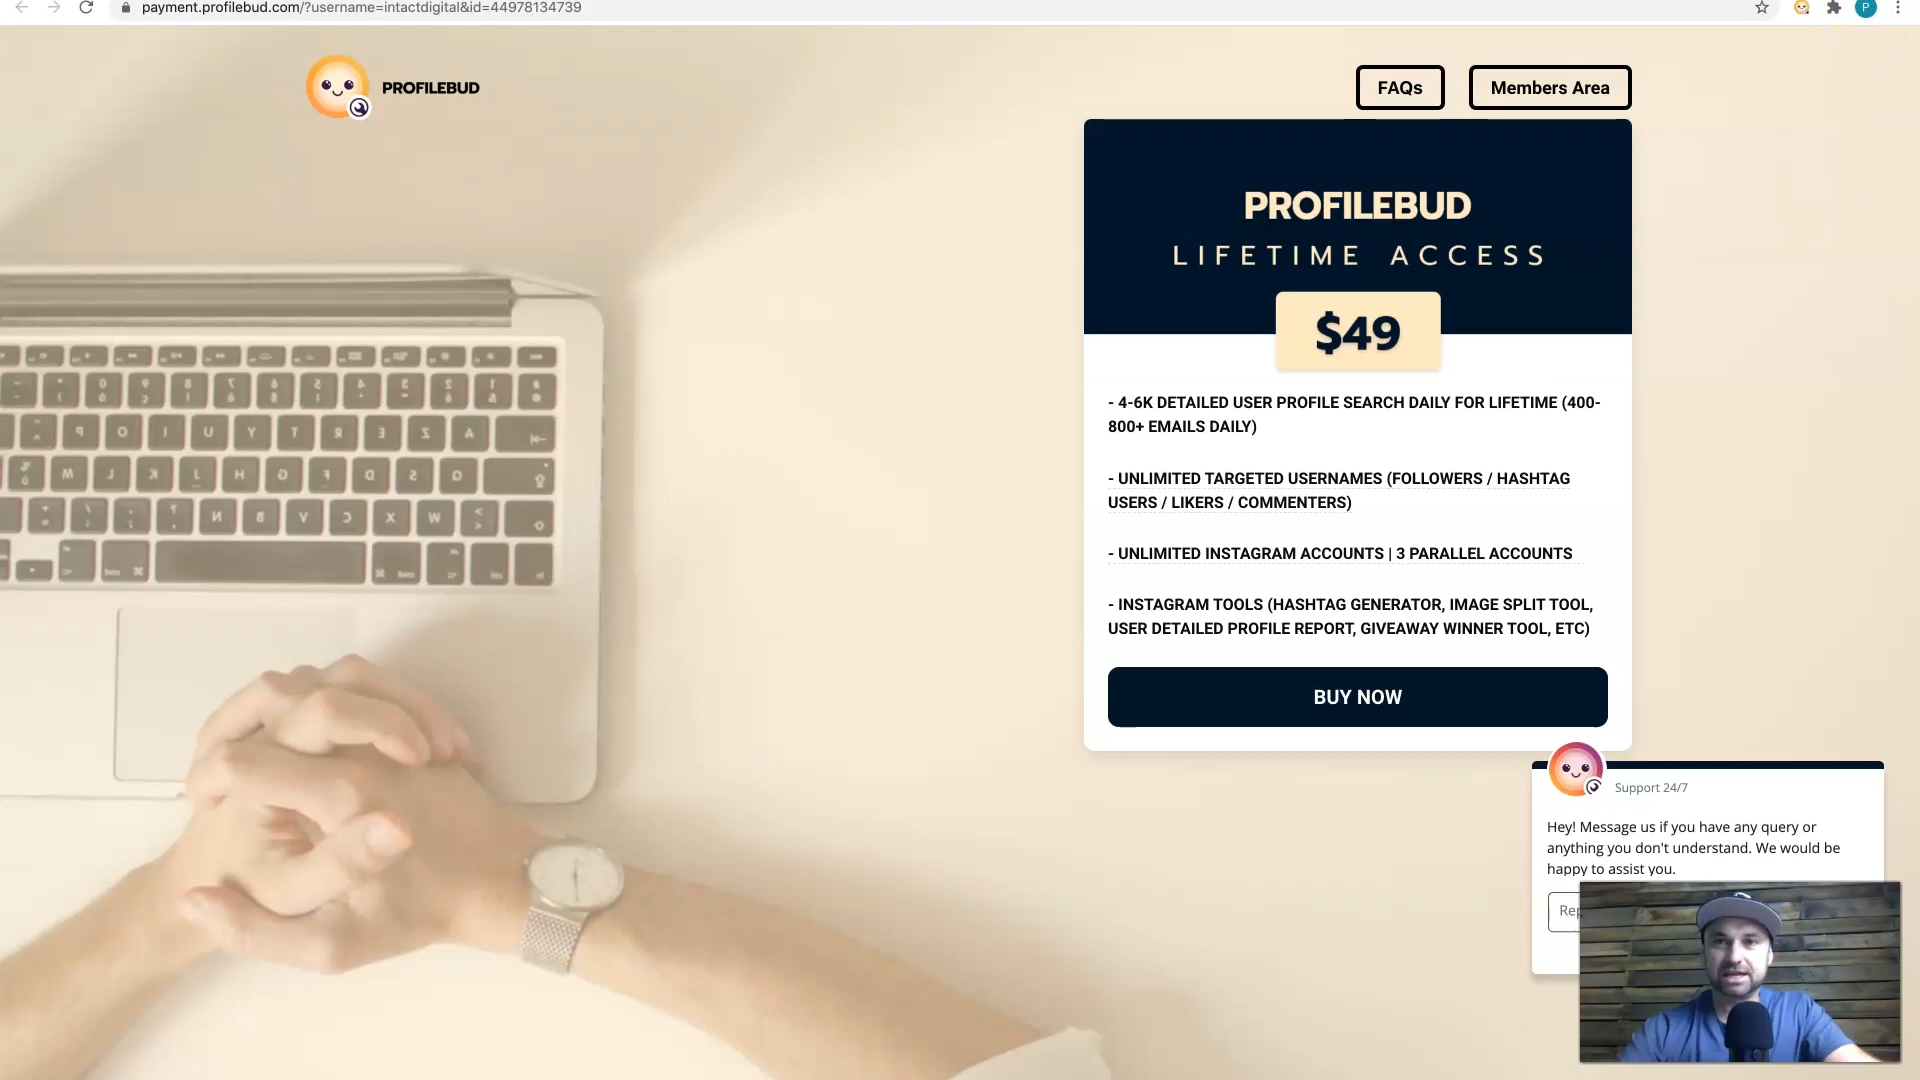 payment.profilebud.com/?username=intactdigital&id=44978134739
P
PROFILEBUD
FAQs
Members Area
PROFILEBUD
LIFETIME ACCESS
$49
- 4-6K DETAILED USER PROFILE SEARCH DAILY FOR LIFETIME (400-
800+ EMAILS DAILY)
- UNLIMITED TARGETED USERNAMES (FOLLOWERS / HASHTAG
USERS / LIKERS / COMMENTERS)
- UNLIMITED INSTAGRAM ACCOUNTS | 3 PARALLEL ACCOUNTS
- INSTAGRAM TOOLS (HASHTAG GENERATOR, IMAGE SPLIT TOOL,
USER DETAILED PROFILE REPORT, GIVEAWAY WINNER TOOL, ETC)
BUY NOW
Support 24/7
Hey! Message us if you have any query or
anything you don't understand. We would be
happy to assist you.